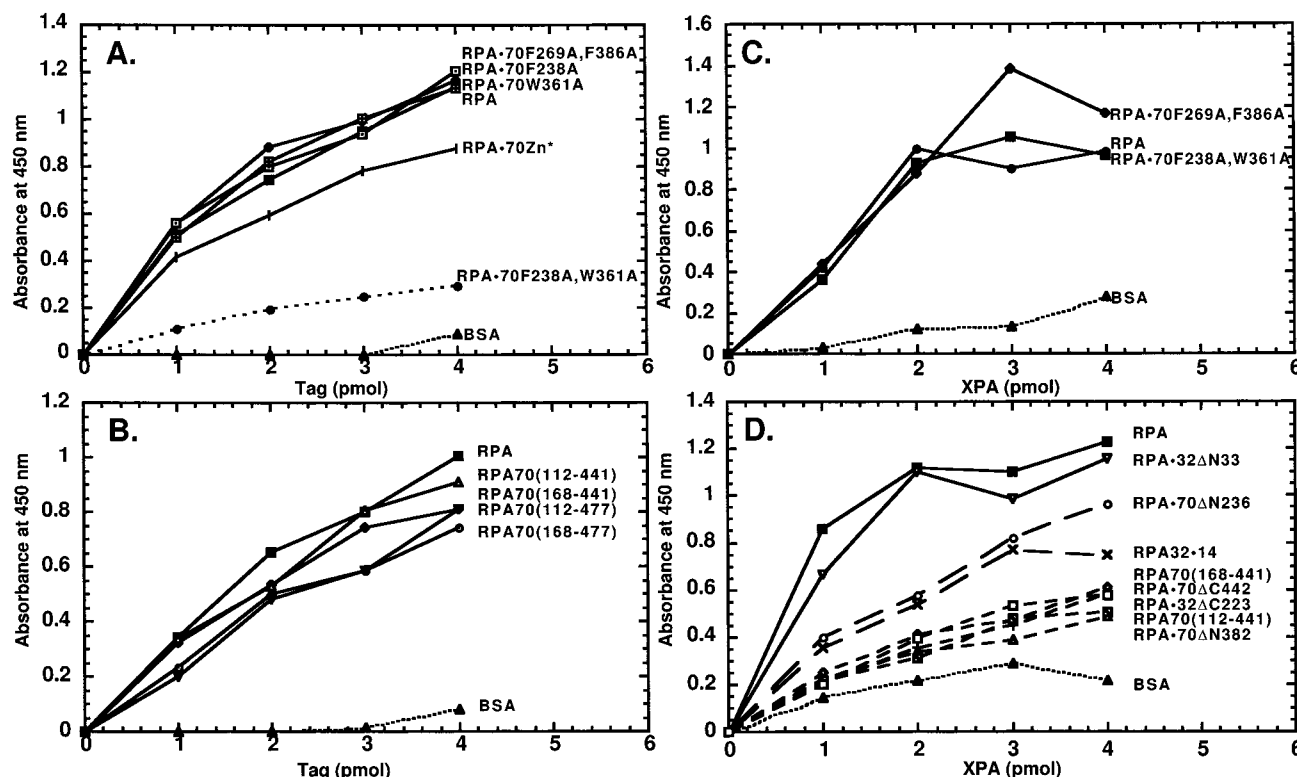 A.
Absorbance at 450 nm
1.4
1.2
1
0.8
0.6
0.4
0.2
0
RPA•70F269A,F386A
RPA•70F238A
RPA•70W361A
RPA
RPA•70Zn*
RPA•70F238A,W361A
BSA
0 1 2 3 4 5 6
Tag (pmol)
C.
Absorbance at 450 nm
1.6
1.4
1.2
1
0.8
0.6
0.4
0.2
0
RPA•70F269A,F386A
RPA
RPA•70F238A,W361A
BSA
0 1 2 3 4 5 6
XPA (pmol)
B.
Absorbance at 450 nm
1.2
1
0.8
0.6
0.4
0.2
0
RPA
RPA70(112-441)
RPA70(168-441)
RPA70(112-477)
RPA70(168-477)
BSA
0 1 2 3 4 5 6
Tag (pmol)
D.
Absorbance at 450 nm
1.4
1.2
1
0.8
0.6
0.4
0.2
0
RPA
RPA•32ΔN33
RPA•70ΔN236
RPA32•14
RPA70(168-441)
RPA•70ΔC442
RPA•32ΔC223
RPA70(112-441)
RPA•70ΔN382
BSA
0 1 2 3 4 5 6
XPA (pmol)